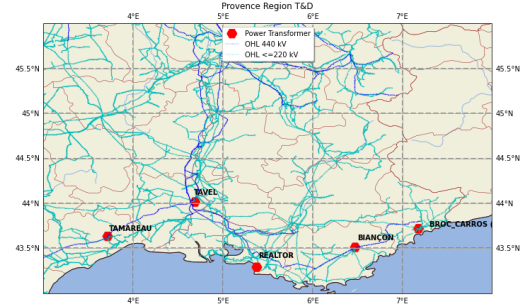 Provence Region T&D
4°E 5°E 6°E 7°E
Power Transformer
OHL 440 kV
OHL <=220 kV
45.5°N 45.5°N
45°N 45°N
44.5°N 44.5°N
TAVEL
44°N 44°N
TAMAREAU BROC_CARROS (
BIANÇON
43.5°N 43.5°N
REALTOR
4°E 5°E 6°E 7°E